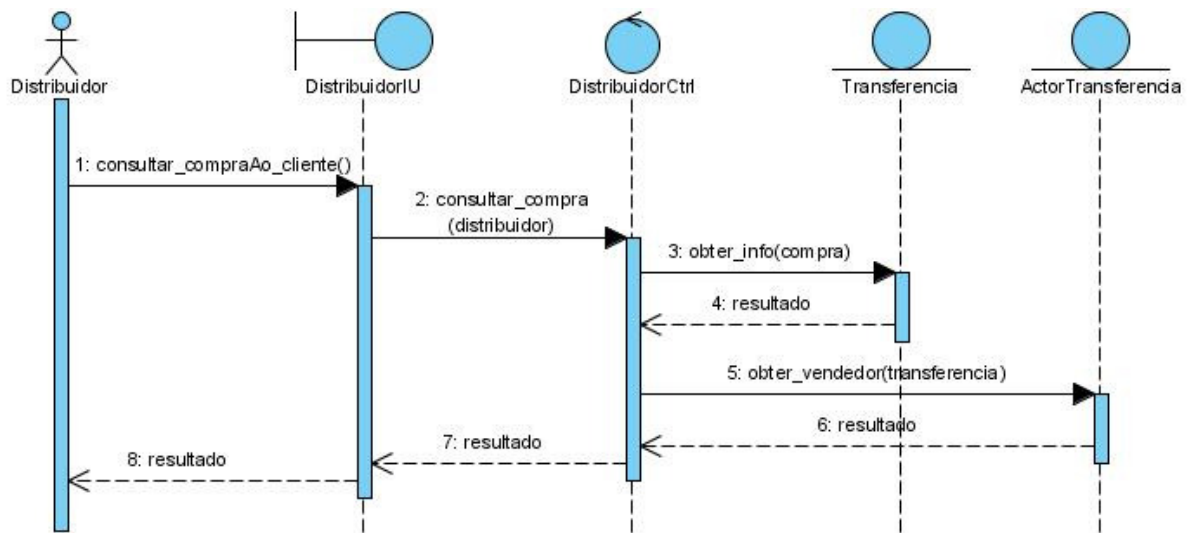 Distribuidor
DistribuidorIU
DistribuidorCtrl
Transferencia
ActorTransferencia
1: consultar_compraAo_cliente()
2: consultar_compra
(distribuidor)
3: obter_info(compra)
4: resultado
5: obter_vendedor(transferencia)
6: resultado
7: resultado
8: resultado